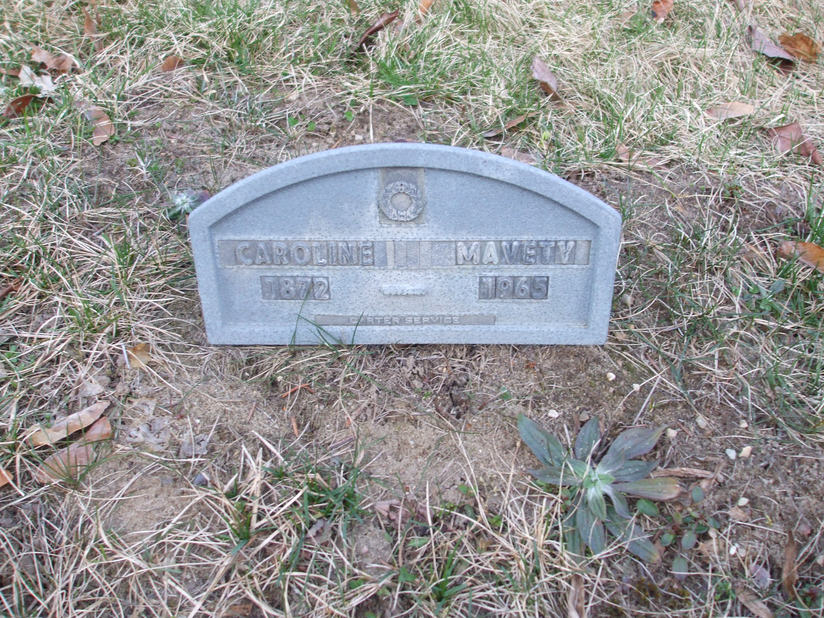 CAROLINE MAVETY
1872 1965
CARTER SERVICE